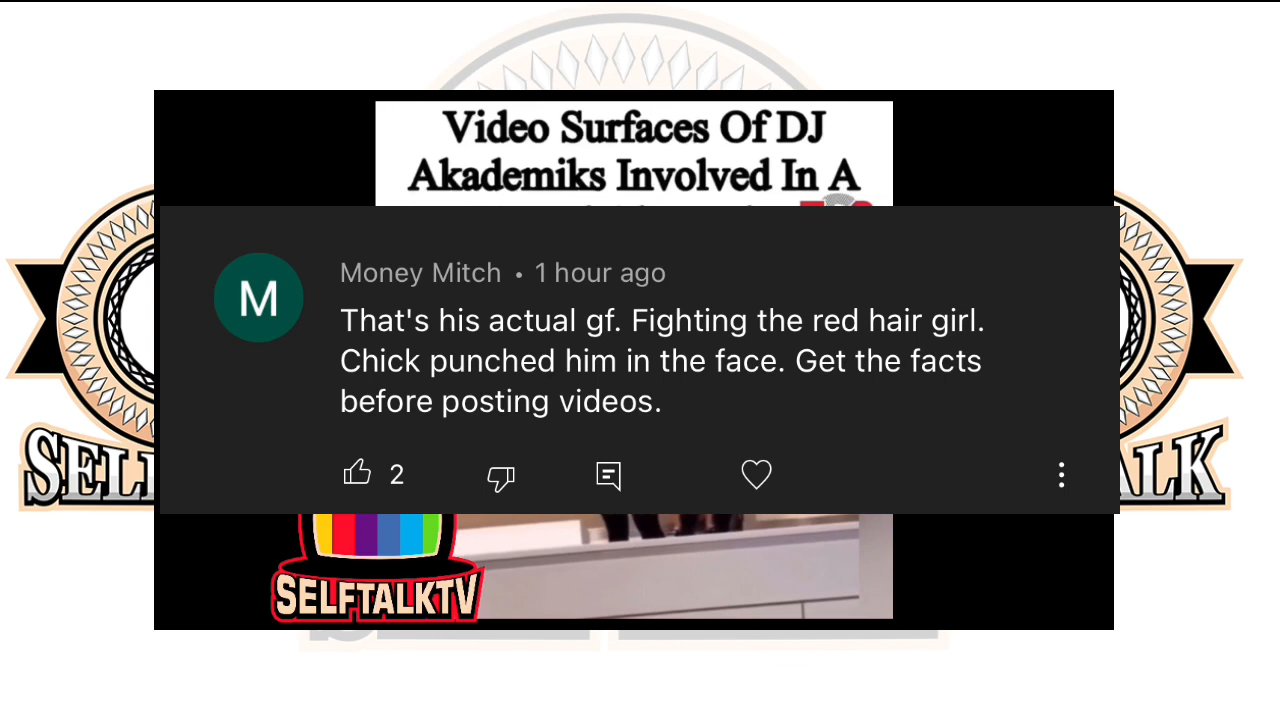 Video Surfaces Of DJ
Akademiks Involved In A
Money Mitch • 1 hour ago
M
That's his actual gf. Fighting the red hair girl.
Chick punched him in the face. Get the facts
before posting videos.
2
SELFTALKTV